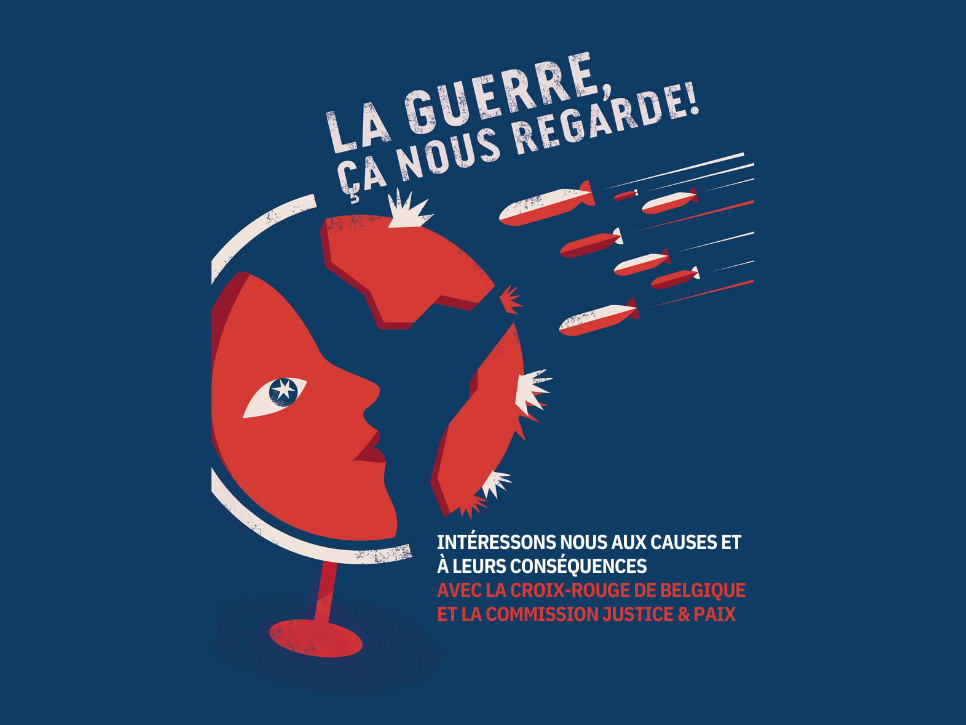 LA GUERRE,
ÇA NOUS REGARDE!
INTÉRESSONS NOUS AUX CAUSES ET
À LEURS CONSÉQUENCES
AVEC LA CROIX-ROUGE DE BELGIQUE
ET LA COMMISSION JUSTICE & PAIX